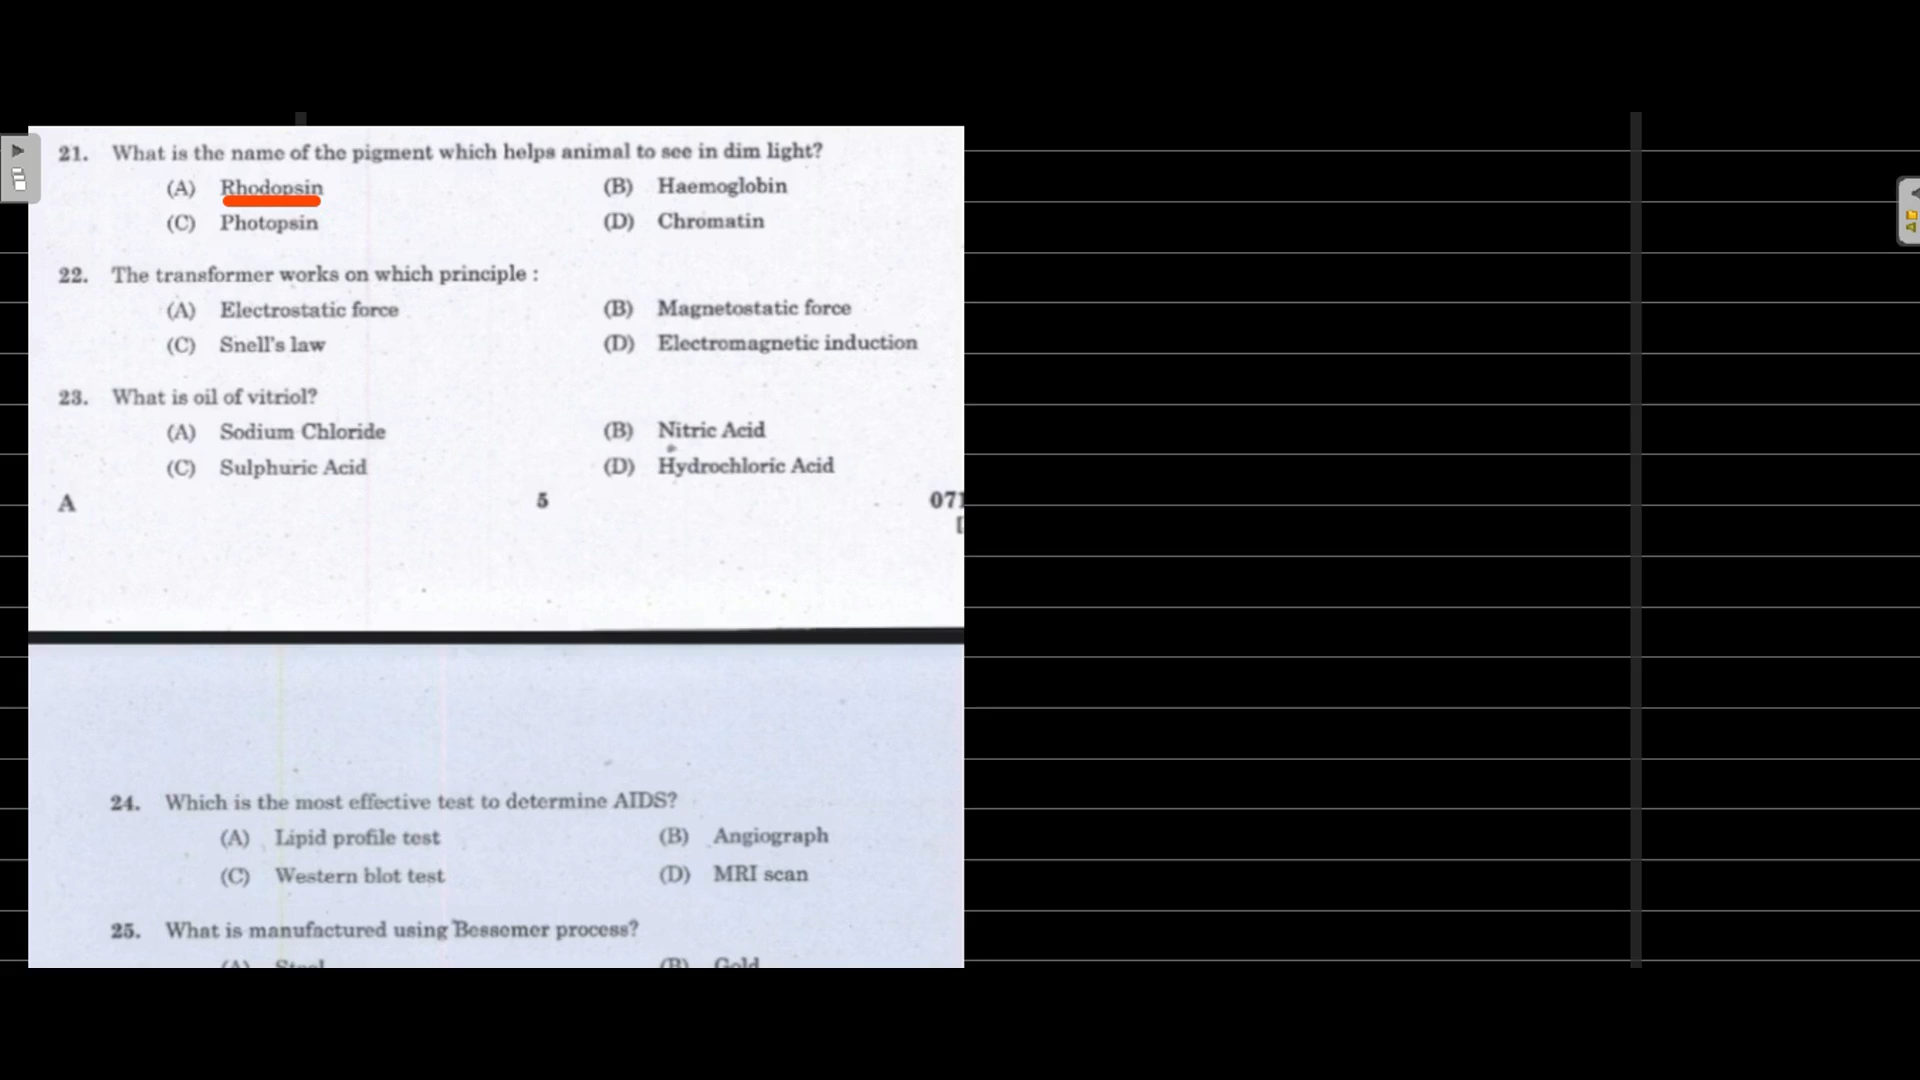 21. What is the name of the pigment which helps animal to see in dim light?
(A) Rhodopsin (B) Haemoglobin
(C) Photopsin (D) Chromatin
22. The transformer works on which principle :
(A) Electrostatic force (B) Magnetostatic force
(C) Snell's law (D) Electromagnetic induction
23. What is oil of vitriol?
(A) Sodium Chloride (B) Nitric Acid
(C) Sulphuric Acid (D) Hydrochloric Acid
A 5 071
[
24. Which is the most effective test to determine AIDS?
(A) Lipid profile test (B) Angiograph
(C) Western blot test (D) MRI scan
25. What is manufactured using Bessemer process?
(A) Steel (B) Gold